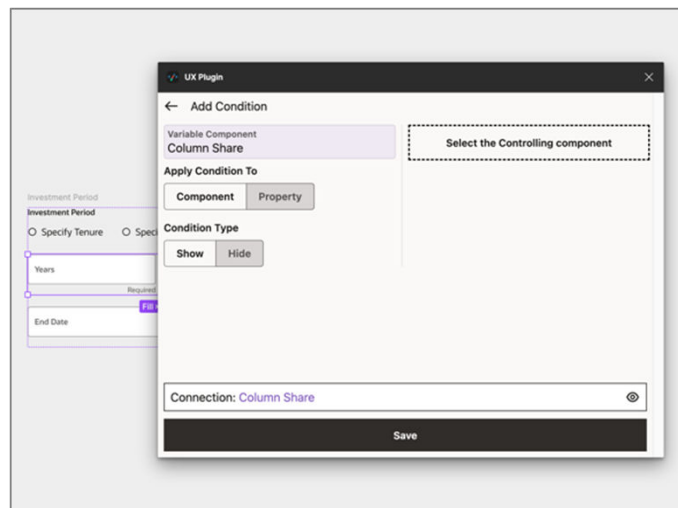 UX Plugin
Add Condition
Variable Component
Column Share
Select the Controlling component
Apply Condition To
Component Property
Condition Type
Show Hide
Investment Period
Investment Period
Specify Tenure Speci
Years
Required
Fill
End Date
Connection: Column Share
Save